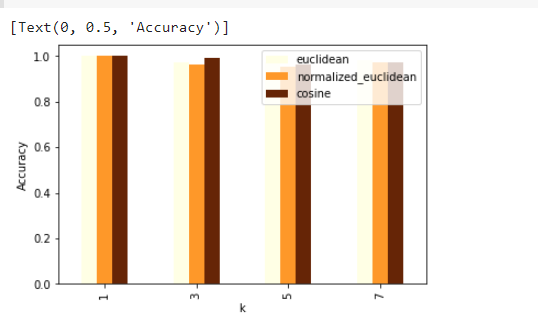 [Text(0, 0.5, 'Accuracy')]
1.0
0.8
0.6
0.4
0.2
0.0
Accuracy
euclidean
normalized_euclidean
cosine
1 3 5 7
k